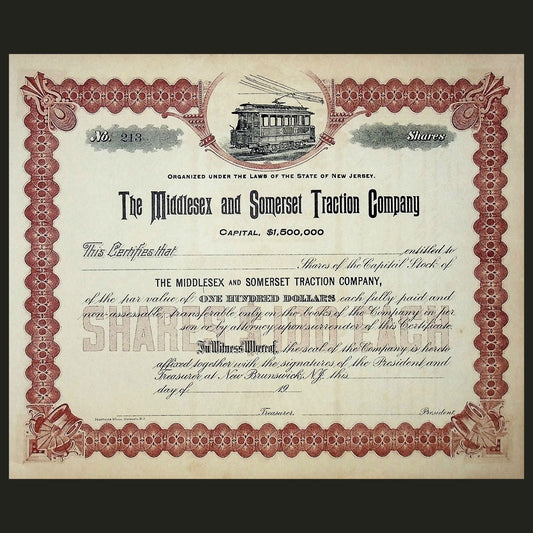 No. 213
Shares
ORGANIZED UNDER THE LAWS OF THE STATE OF NEW JERSEY.
The Middlesex and Somerset Traction Company
CAPITAL, $1,500,000
This Certifies that entitled to
Shares of the Capital Stock of
THE MIDDLESEX AND SOMERSET TRACTION COMPANY,
of the par value of ONE HUNDRED DOLLARS each fully paid and
non-assessable, transferable only on the books of the Company in per
son or by attorney upon surrender of this Certificate.
SHARES EACH
In Witness Whereof, the seal of the Company is hereto
affixed together with the signatures of the President and
Treasurer at New Brunswick, N.J. this
day of 19
Treasurer. President.